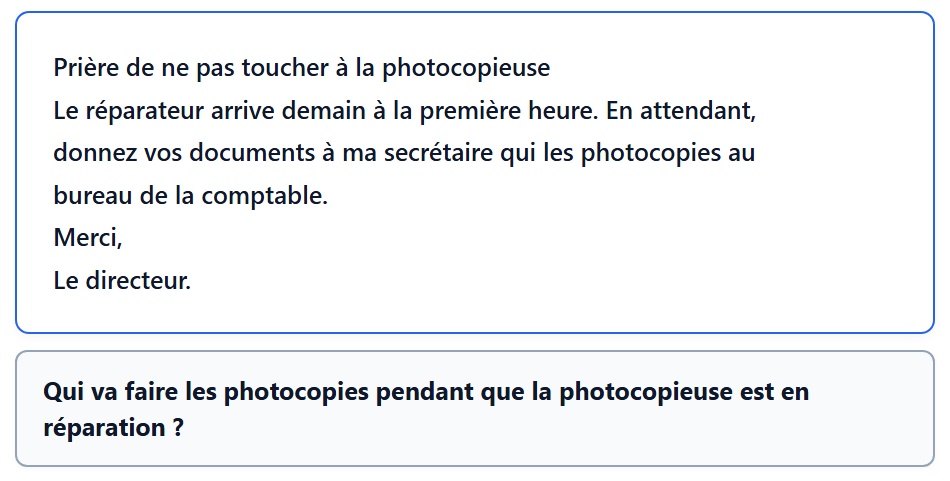 Prière de ne pas toucher à la photocopieuse
Le réparateur arrive demain à la première heure. En attendant,
donnez vos documents à ma secrétaire qui les photocopies au
bureau de la comptable.
Merci,
Le directeur.
Qui va faire les photocopies pendant que la photocopieuse est en
réparation ?